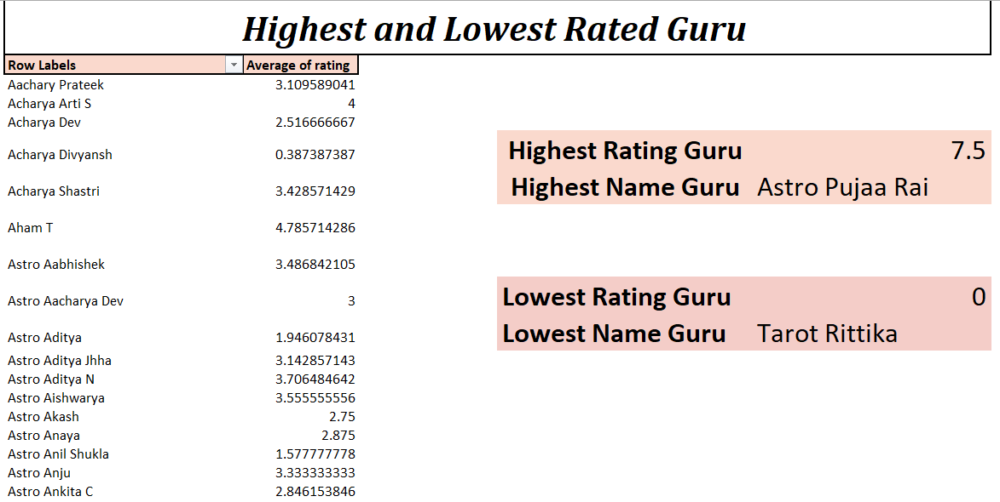 Highest and Lowest Rated Guru
Row Labels Average of rating
Aachary Prateek 3.109589041
Acharya Arti S 4
Acharya Dev 2.516666667
Acharya Divyansh 0.387387387
Acharya Shastri 3.428571429
Aham T 4.785714286
Astro Aabhishek 3.486842105
Astro Aacharya Dev 3
Astro Aditya 1.946078431
Astro Aditya Jhha 3.142857143
Astro Aditya N 3.706484642
Astro Aishwarya 3.555555556
Astro Akash 2.75
Astro Anaya 2.875
Astro Anil Shukla 1.577777778
Astro Anju 3.333333333
Astro Ankita C 2.846153846
Highest Rating Guru 7.5
Highest Name Guru Astro Pujaa Rai
Lowest Rating Guru 0
Lowest Name Guru Tarot Rittika